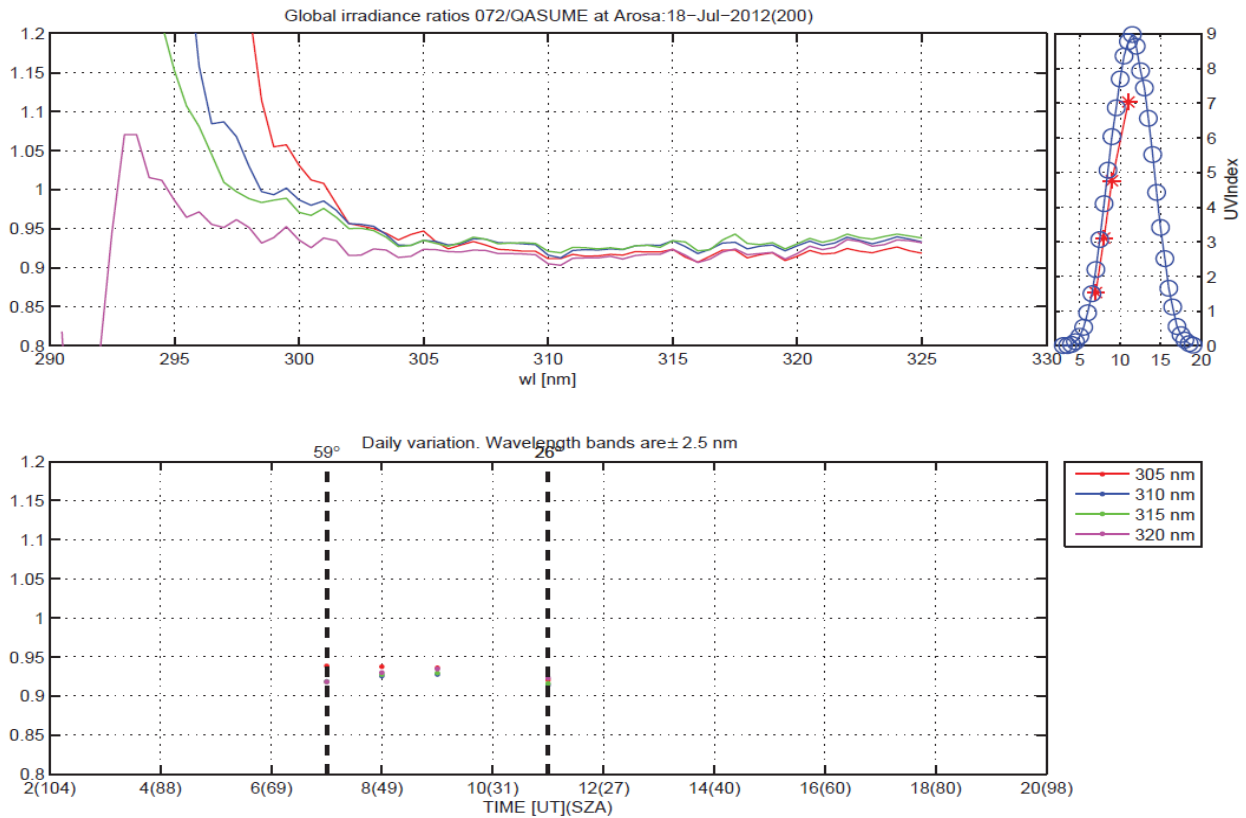 Global irradiance ratios 072/QASUME at Arosa:18−Jul−2012(200)
1.2
1.15
1.1
1.05
1
0.95
0.9
0.85
0.8
290 295 300 305 310 315 320 325 330
wl [nm]
9
8
7
6
5
4
3
2
1
0
UVIndex
5 10 15 20
Daily variation. Wavelength bands are± 2.5 nm
59° 26°
1.2
1.15
1.1
1.05
1
0.95
0.9
0.85
0.8
2(104) 4(88) 6(69) 8(49) 10(31) 12(27) 14(40) 16(60) 18(80) 20(98)
TIME [UT](SZA)
305 nm
310 nm
315 nm
320 nm